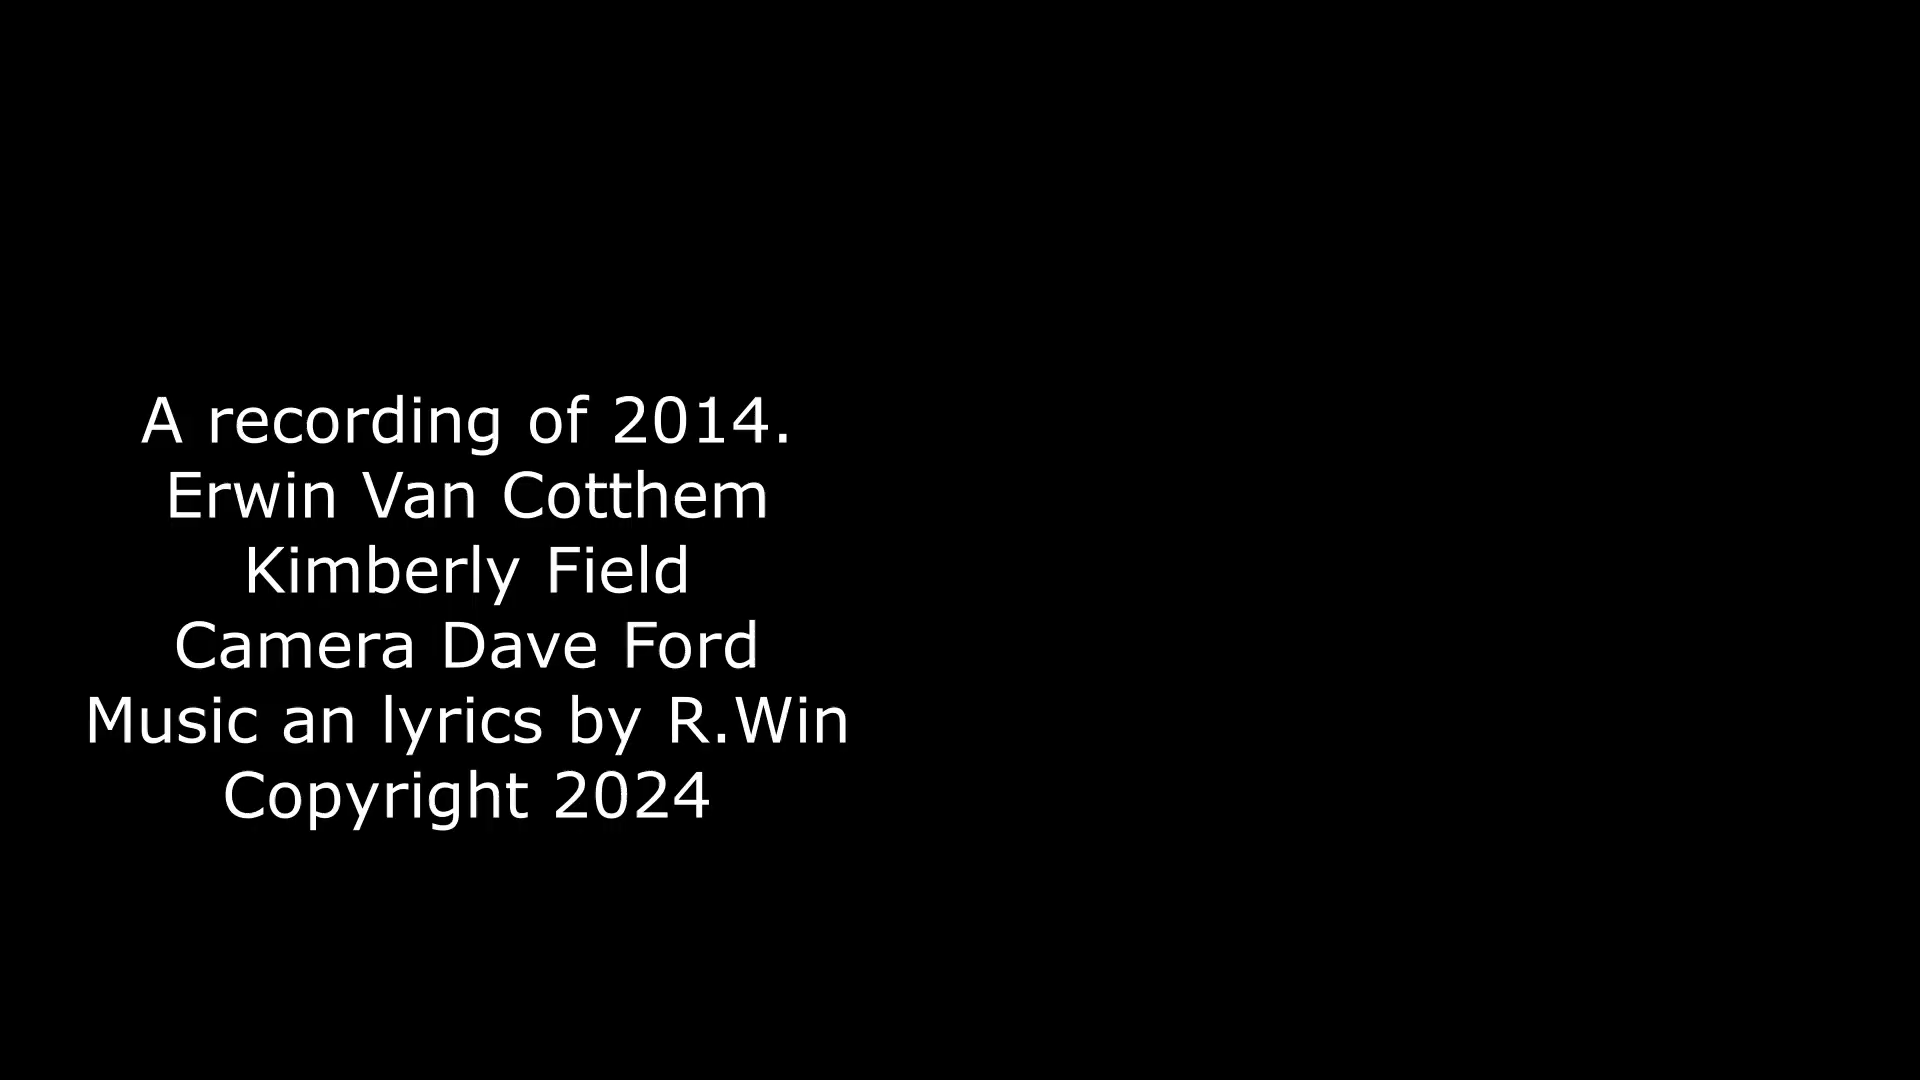 A recording of 2014.
Erwin Van Cotthem
Kimberly Field
Camera Dave Ford
Music an lyrics by R.Win
Copyright 2024